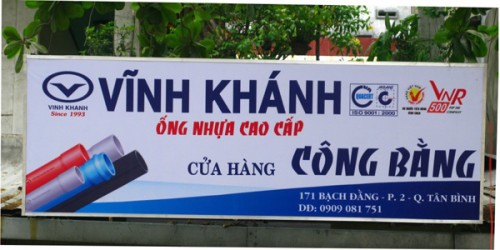 VĨNH KHÁNH
VINH KHANH
Since 1993
ỐNG NHỰA CAO CẤP
QUACERT
ISO 9001 : 2000
VNR
500
CỬA HÀNG CÔNG BẰNG
171 BẠCH ĐẰNG - P. 2 - Q. TÂN BÌNH
DĐ: 0909 081 751